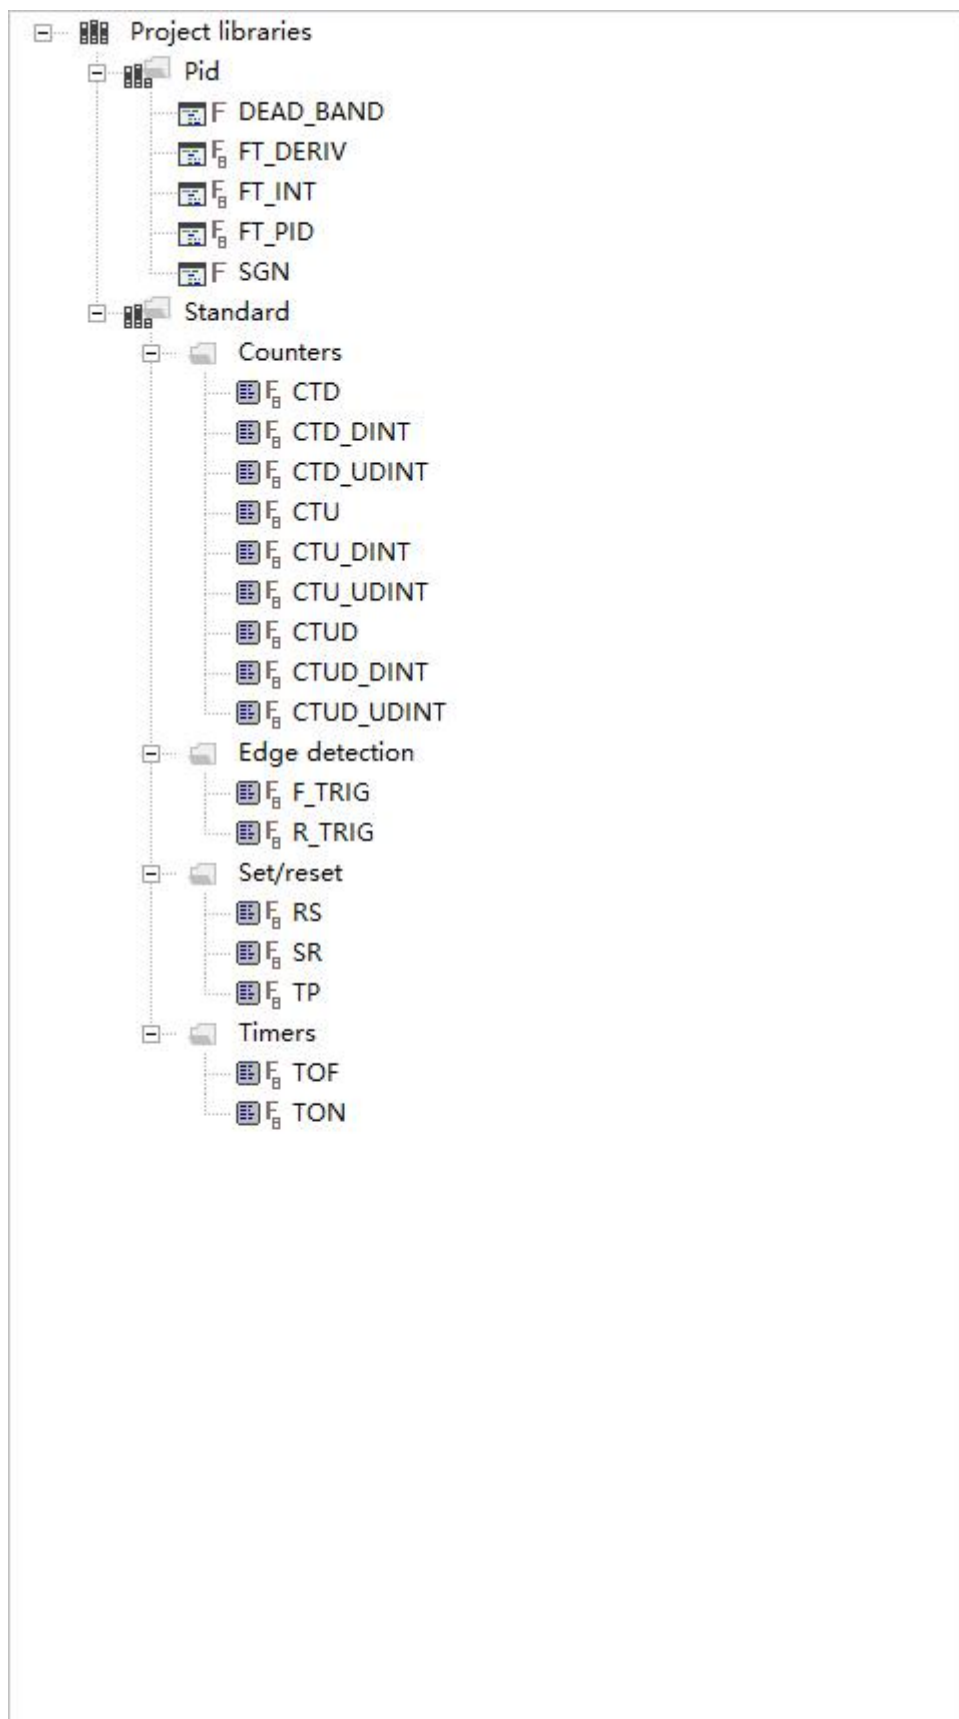 Project libraries
Pid
F DEAD_BAND
FB FT_DERIV
FB FT_INT
FB FT_PID
F SGN
Standard
Counters
FB CTD
FB CTD_DINT
FB CTD_UDINT
FB CTU
FB CTU_DINT
FB CTU_UDINT
FB CTUD
FB CTUD_DINT
FB CTUD_UDINT
Edge detection
FB F_TRIG
FB R_TRIG
Set/reset
FB RS
FB SR
FB TP
Timers
FB TOF
FB TON